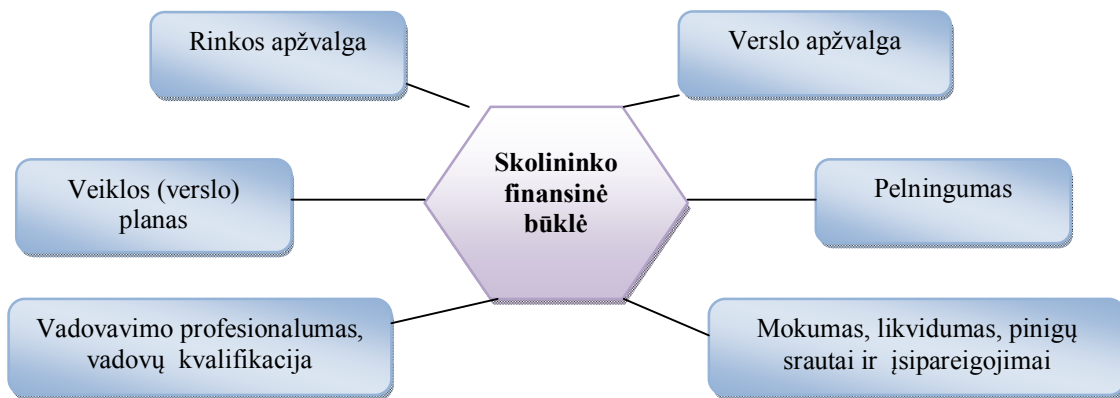 Rinkos apžvalga
Verslo apžvalga
Skolininko
finansinė
būklė
Veiklos (verslo)
planas
Pelningumas
Vadovavimo profesionalumas,
vadovų kvalifikacija
Mokumas, likvidumas, pinigų
srautai ir įsipareigojimai